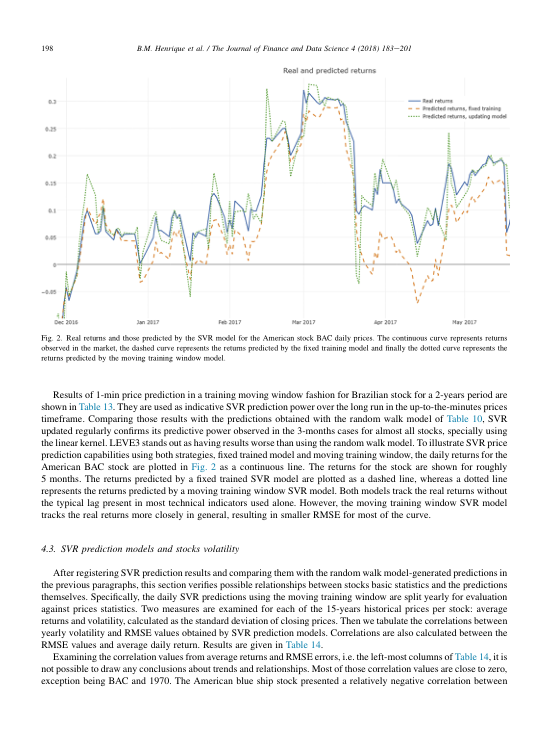 198
B.M. Henrique et al. / The Journal of Finance and Data Science 4 (2018) 183–201
Real and predicted returns
Real returns
Predicted returns, fixed training
Predicted returns, updating model
0.3
0.25
0.2
0.15
0.1
0.05
0
−0.05
Dec 2016 Jan 2017 Feb 2017 Mar 2017 Apr 2017 May 2017
Fig. 2. Real returns and those predicted by the SVR model for the American stock BAC daily prices. The continuous curve represents returns
observed in the market, the dashed curve represents the returns predicted by the fixed training model and finally the dotted curve represents the
returns predicted by the moving training window model.
Results of 1-min price prediction in a training moving window fashion for Brazilian stock for a 2-years period are
shown in Table 13. They are used as indicative SVR prediction power over the long run in the up-to-the-minutes prices
timeframe. Comparing those results with the predictions obtained with the random walk model of Table 10, SVR
updated regularly confirms its predictive power observed in the 3-months cases for almost all stocks, specially using
the linear kernel. LEVE3 stands out as having results worse than using the random walk model. To illustrate SVR price
prediction capabilities using both strategies, fixed trained model and moving training window, the daily returns for the
American BAC stock are plotted in Fig. 2 as a continuous line. The returns for the stock are shown for roughly
5 months. The returns predicted by a fixed trained SVR model are plotted as a dashed line, whereas a dotted line
represents the returns predicted by a moving training window SVR model. Both models track the real returns without
the typical lag present in most technical indicators used alone. However, the moving training window SVR model
tracks the real returns more closely in general, resulting in smaller RMSE for most of the curve.
4.3. SVR prediction models and stocks volatility
After registering SVR prediction results and comparing them with the random walk model-generated predictions in
the previous paragraphs, this section verifies possible relationships between stocks basic statistics and the predictions
themselves. Specifically, the daily SVR predictions using the moving training window are split yearly for evaluation
against prices statistics. Two measures are examined for each of the 15-years historical prices per stock: average
returns and volatility, calculated as the standard deviation of closing prices. Then we tabulate the correlations between
yearly volatility and RMSE values obtained by SVR prediction models. Correlations are also calculated between the
RMSE values and average daily return. Results are given in Table 14.
Examining the correlation values from average returns and RMSE errors, i.e. the left-most columns of Table 14, it is
not possible to draw any conclusions about trends and relationships. Most of those correlation values are close to zero,
exception being BAC and 1970. The American blue ship stock presented a relatively negative correlation between